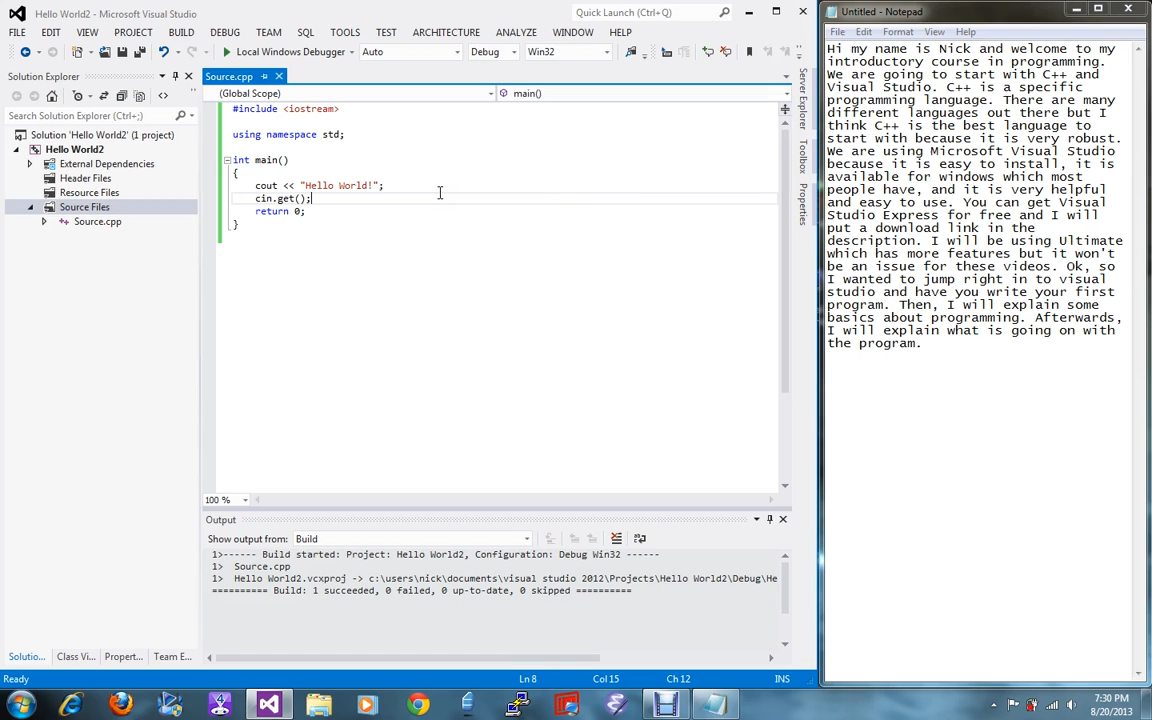 Hello World2 - Microsoft Visual Studio
Quick Launch (Ctrl+Q)
FILE EDIT VIEW PROJECT BUILD DEBUG TEAM SQL TOOLS TEST ARCHITECTURE ANALYZE WINDOW HELP
Local Windows Debugger Auto Debug Win32
Solution Explorer
Search Solution Explorer (Ctrl+;)
Solution 'Hello World2' (1 project)
Hello World2
External Dependencies
Header Files
Resource Files
Source Files
Source.cpp
Solutio... Class Vi... Propert... Team E...
Source.cpp
(Global Scope) main()
#include <iostream>
using namespace std;
int main()
{
cout << "Hello World!";
cin.get();
return 0;
}
100 %
Output
Show output from: Build
1>------ Build started: Project: Hello World2, Configuration: Debug Win32 ------
1> Source.cpp
1> Hello World2.vcxproj -> c:\users\nick\documents\visual studio 2012\Projects\Hello World2\Debug\He
========== Build: 1 succeeded, 0 failed, 0 up-to-date, 0 skipped ==========
Server Explorer
Toolbox
Properties
Ready Ln 8 Col 15 Ch 12 INS
Untitled - Notepad
File Edit Format View Help
Hi my name is Nick and welcome to my
introductory course in programming.
We are going to start with C++ and
Visual Studio. C++ is a specific
programming language. There are many
different languages out there but I
think C++ is the best language to
start with because it is very robust.
We are using Microsoft Visual Studio
because it is easy to install, it is
available for windows which most
people have, and it is very helpful
and easy to use. You can get Visual
Studio Express for free and I will
put a download link in the
description. I will be using Ultimate
which has more features but it won't
be an issue for these videos. Ok, so
I wanted to jump right in to visual
studio and have you write your first
program. Then, I will explain some
basics about programming. Afterwards,
I will explain what is going on with
the program.
7:30 PM
8/20/2013